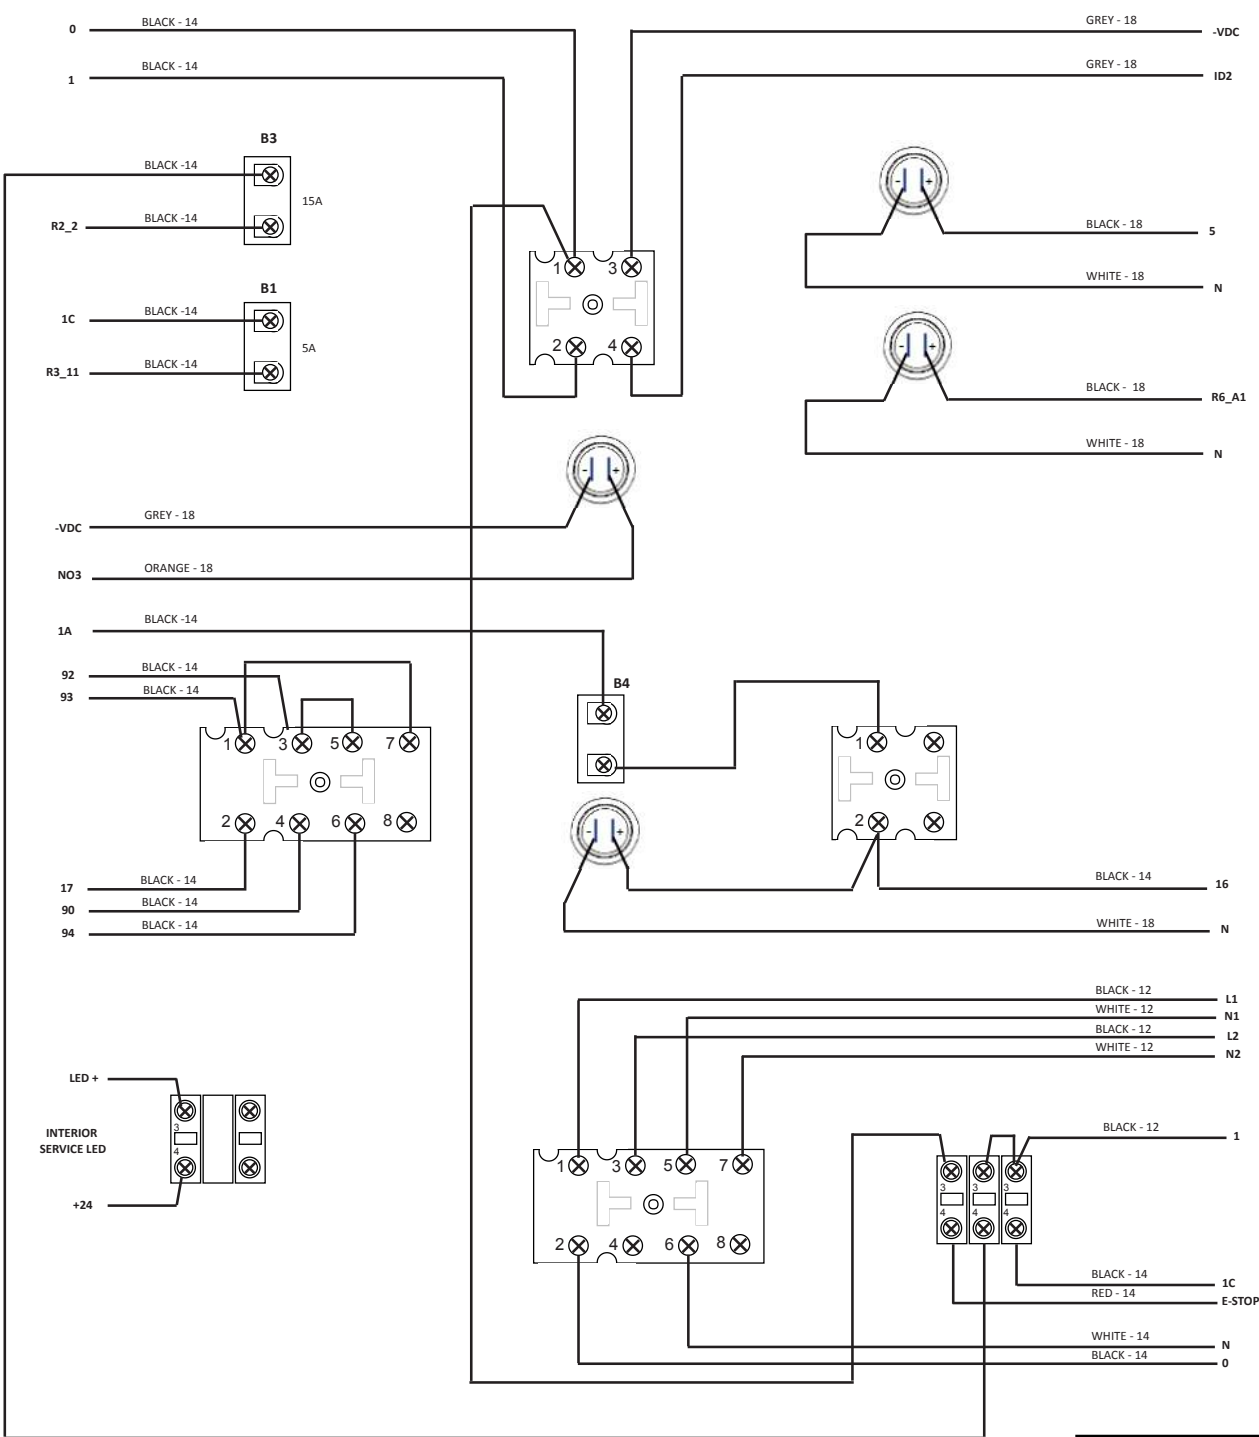 BLACK - 14
0
GREY - 18
-VDC
BLACK - 14
1
GREY - 18
ID2
B3
BLACK -14
15A
BLACK -14
R2_2
B1
BLACK -14
1C
5A
BLACK -14
R3_11
1 3
2 4
- +
BLACK - 18
5
WHITE - 18
N
- +
BLACK - 18
R6_A1
WHITE - 18
N
- +
GREY - 18
-VDC
ORANGE - 18
NO3
BLACK -14
1A
BLACK - 14
92
BLACK - 14
93
1 3 5 7
2 4 6 8
BLACK - 14
17
BLACK - 14
90
BLACK - 14
94
B4
- +
1
2
BLACK - 14
16
WHITE - 18
N
BLACK - 12
L1
WHITE - 12
N1
BLACK - 12
L2
WHITE - 12
N2
LED +
3
4
INTERIOR
SERVICE LED
+24
1 3 5 7
2 4 6 8
BLACK - 12
1
3 3 3
4 4 4
BLACK - 14
1C
RED - 14
E-STOP
WHITE - 14
N
BLACK - 14
0